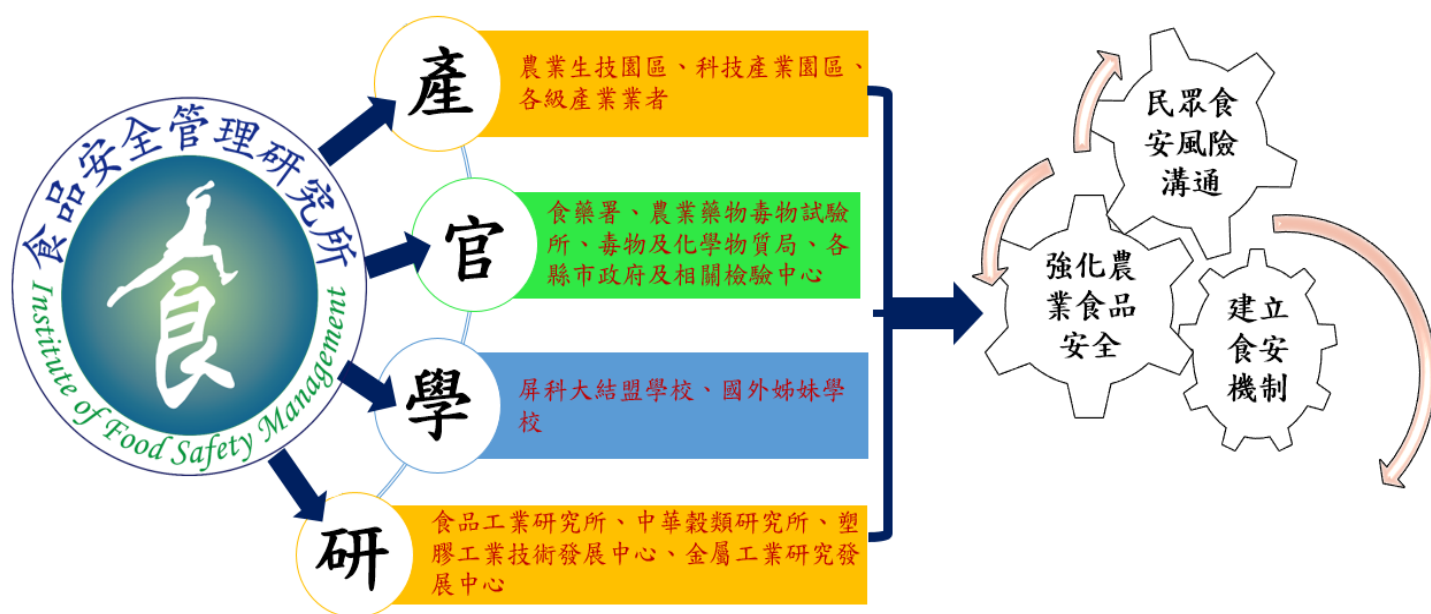 食品安全管理研究所
Institute of Food Safety Management
產
農業生技園區、科技產業園區、
各級產業業者
官
食藥署、農業藥物毒物試驗
所、毒物及化學物質局、各
縣市政府及相關檢驗中心
學
屏科大結盟學校、國外姊妹學
校
研
食品工業研究所、中華穀類研究所、塑
膠工業技術發展中心、金屬工業研究發
展中心
民眾食
安風險
溝通
強化農
業食品
安全
建立
食安
機制